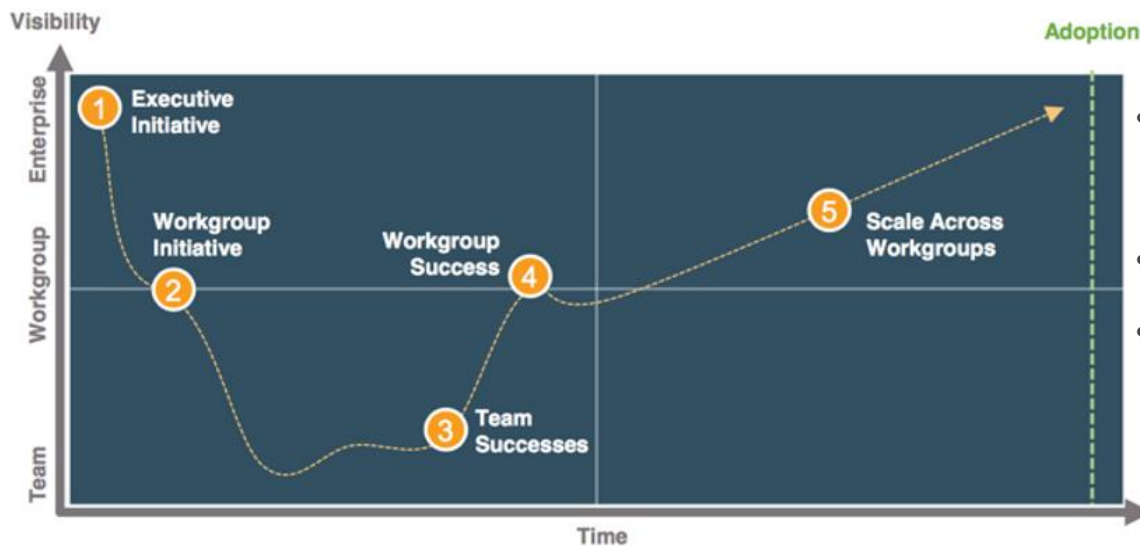 Visibility
Adoption
Enterprise
Workgroup
Team
1
Executive
Initiative
Workgroup
Initiative
2
Workgroup
Success
4
3
Team
Successes
5
Scale Across
Workgroups
Time